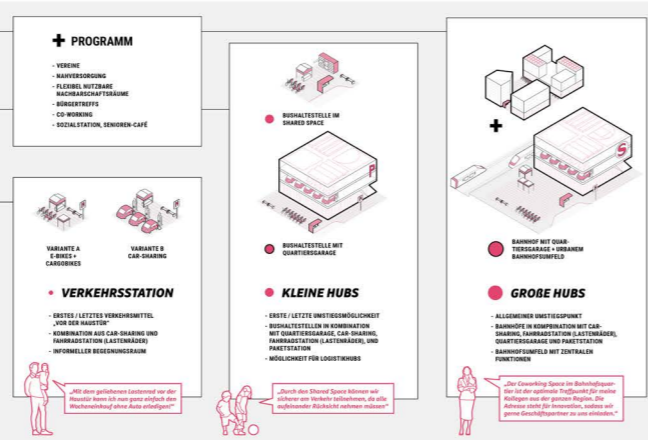 + PROGRAMM
- VEREINE
- NAHVERSORGUNG
- FLEXIBEL NUTZBARE
NACHBARSCHAFTSRÄUME
- BÜRGERTREFFS
- CO-WORKING
- SOZIALSTATION, SENIOREN-CAFÉ
VARIANTE A
E-BIKES +
CARGOBIKES
VARIANTE B
CAR-SHARING
VERKEHRSSTATION
- ERSTES / LETZTES VERKEHRSMITTEL
„VOR DER HAUSTÜR“
- KOMBINATION AUS CAR-SHARING UND
FAHRRADSTATION (LASTENRÄDER)
- INFORMELLER BEGEGNUNGSRAUM
„Mit dem geliehenen Lastenrad vor der
Haustür kann ich nun ganz einfach den
Wocheneinkauf ohne Auto erledigen!“
BUSHALTESTELLE IM
SHARED SPACE
P
BUSHALTESTELLE MIT
QUARTIERSGARAGE
KLEINE HUBS
- ERSTE / LETZTE UMSTIEGSMÖGLICHKEIT
- BUSHALTESTELLEN IN KOMBINATION
MIT QUARTIERSGARAGE, CAR-SHARING,
FAHRRADSTATION (LASTENRÄDER), UND
PAKETSTATION
- MÖGLICHKEIT FÜR LOGISTIKHUBS
„Durch den Shared Space können wir
sicherer am Verkehr teilnehmen, da alle
aufeinander Rücksicht nehmen müssen“
+
S
BAHNHOF MIT QUAR-
TIERSGARAGE + URBANEM
BAHNHOFSUMFELD
GROẞE HUBS
- ALLGEMEINER UMSTIEGSPUNKT
- BAHNHÖFE IN KOMPBINATION MIT CAR-
SHARING, FAHRRADSTATION (LASTENRÄDER),
QUARTIERSGARAGE UND PAKETSTATION
- BAHNHOFSUMFELD MIT ZENTRALEN
FUNKTIONEN
„Der Coworking Space im Bahnhofsquar-
tier ist der optimale Treffpunkt für meine
Kollegen aus der ganzen Region. Die
Adresse steht für Innovation, sodass wir
gerne Geschäftspartner zu uns einladen.“